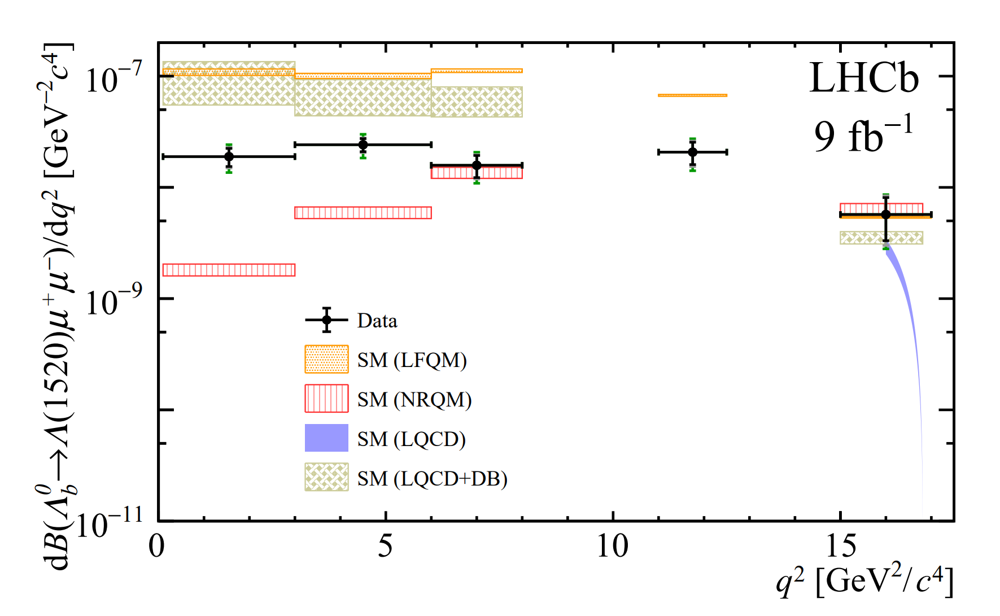 dB(Λ⁰_b→Λ(1520)μ⁺μ⁻)/dq² [GeV⁻²c⁴]
10⁻⁷
10⁻⁹
10⁻¹¹
LHCb
9 fb⁻¹
Data
SM (LFQM)
SM (NRQM)
SM (LQCD)
SM (LQCD+DB)
0 5 10 15
q² [GeV²/c⁴]